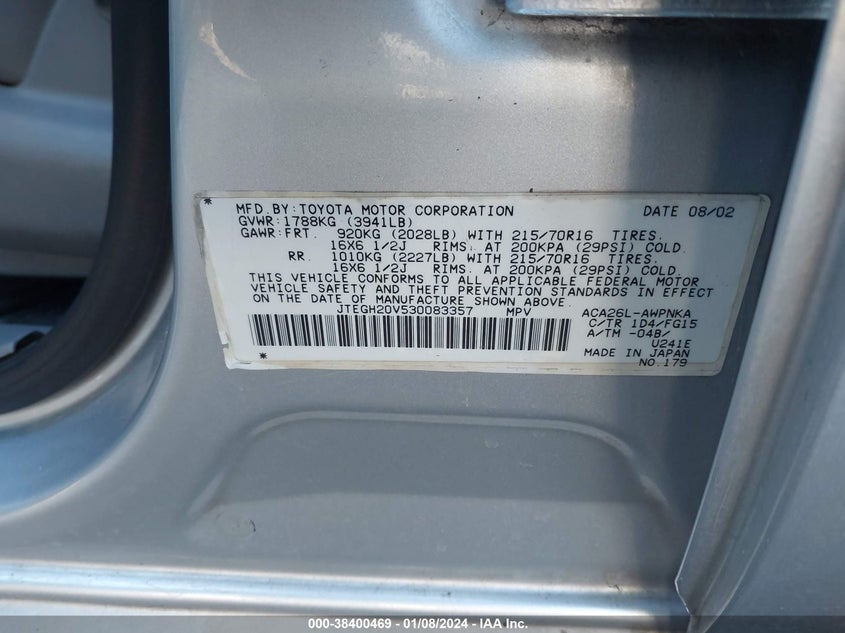 MFD. BY: TOYOTA MOTOR CORPORATION DATE 08/02
GVWR: 1788KG (3941LB)
GAWR: FRT. 920KG (2028LB) WITH 215/70R16 TIRES.
16X6 1/2J RIMS. AT 200KPA (29PSI) COLD.
RR. 1010KG (2227LB) WITH 215/70R16 TIRES.
16X6 1/2J RIMS. AT 200KPA (29PSI) COLD.
THIS VEHICLE CONFORMS TO ALL APPLICABLE FEDERAL MOTOR
VEHICLE SAFETY AND THEFT PREVENTION STANDARDS IN EFFECT
ON THE DATE OF MANUFACTURE SHOWN ABOVE.
JTEGH20V530083357 MPV ACA26L-AWPNKA
C/TR 1D4/FG15
A/TM -04B/
U241E
MADE IN JAPAN
NO.179
000-38400469 - 01/08/2024 - IAA Inc.